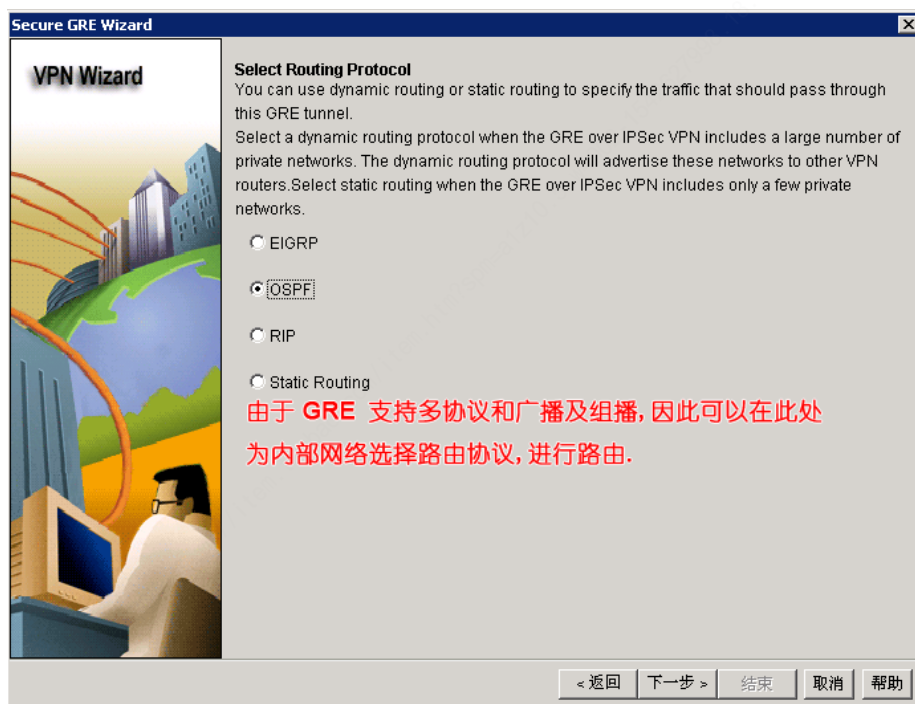 Secure GRE Wizard
VPN Wizard
Select Routing Protocol
You can use dynamic routing or static routing to specify the traffic that should pass through
this GRE tunnel.
Select a dynamic routing protocol when the GRE over IPSec VPN includes a large number of
private networks. The dynamic routing protocol will advertise these networks to other VPN
routers.Select static routing when the GRE over IPSec VPN includes only a few private
networks.
EIGRP
OSPF
RIP
Static Routing
由于 GRE 支持多协议和广播及组播, 因此可以在此处
为内部网络选择路由协议, 进行路由.
< 返回 下一步 > 结束 取消 帮助